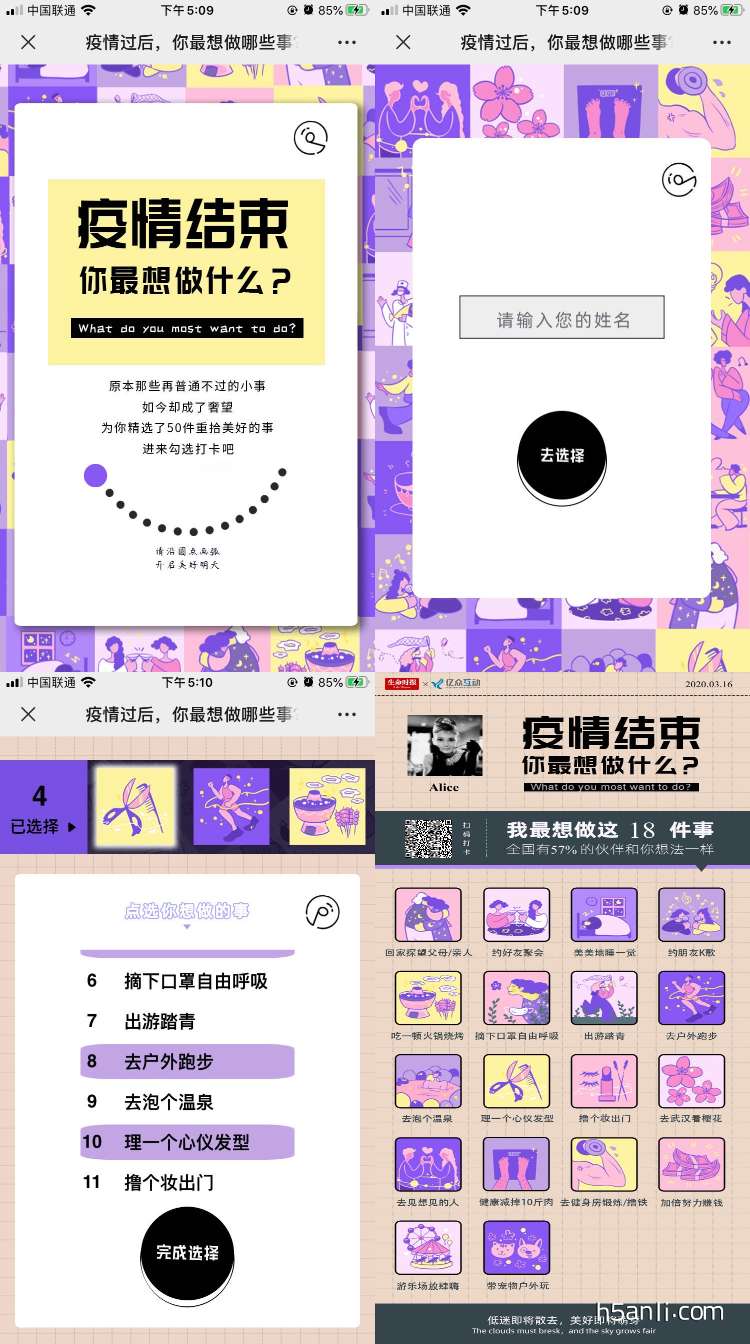 中国联通
下午5:09
85%
疫情过后，你最想做哪些事
疫情结束
你最想做什么？
What do you most want to do?
原本那些再普通不过的小事
如今却成了奢望
为你精选了50件重拾美好的事
进来勾选打卡吧
请沿圆点画弧
开启美好明天
中国联通
下午5:09
85%
疫情过后，你最想做哪些事
请输入您的姓名
去选择
中国联通
下午5:10
85%
疫情过后，你最想做哪些事
4
已选择
点选你想做的事
6 摘下口罩自由呼吸
7 出游踏青
8 去户外跑步
9 去泡个温泉
10 理一个心仪发型
11 撸个妆出门
完成选择
生命时报 × 亿众互动
2020.03.16
Alice
疫情结束
你最想做什么？
What do you most want to do?
扫码打卡
我最想做这 18 件事
全国有57% 的伙伴和你想法一样
回家探望父母/亲人 约好友聚会 美美地睡一觉 约朋友K歌
吃一顿火锅烧烤 摘下口罩自由呼吸 出游踏青 去户外跑步
去泡个温泉 理一个心仪发型 撸个妆出门 去武汉看樱花
去见想见的人 健康减掉10斤肉 去健身房锻炼/撸铁 加倍努力赚钱
游乐场放肆嗨 带宠物户外玩
低迷即将散去，美好即将
The clouds must break, and the sky grows fair
h5anli.com